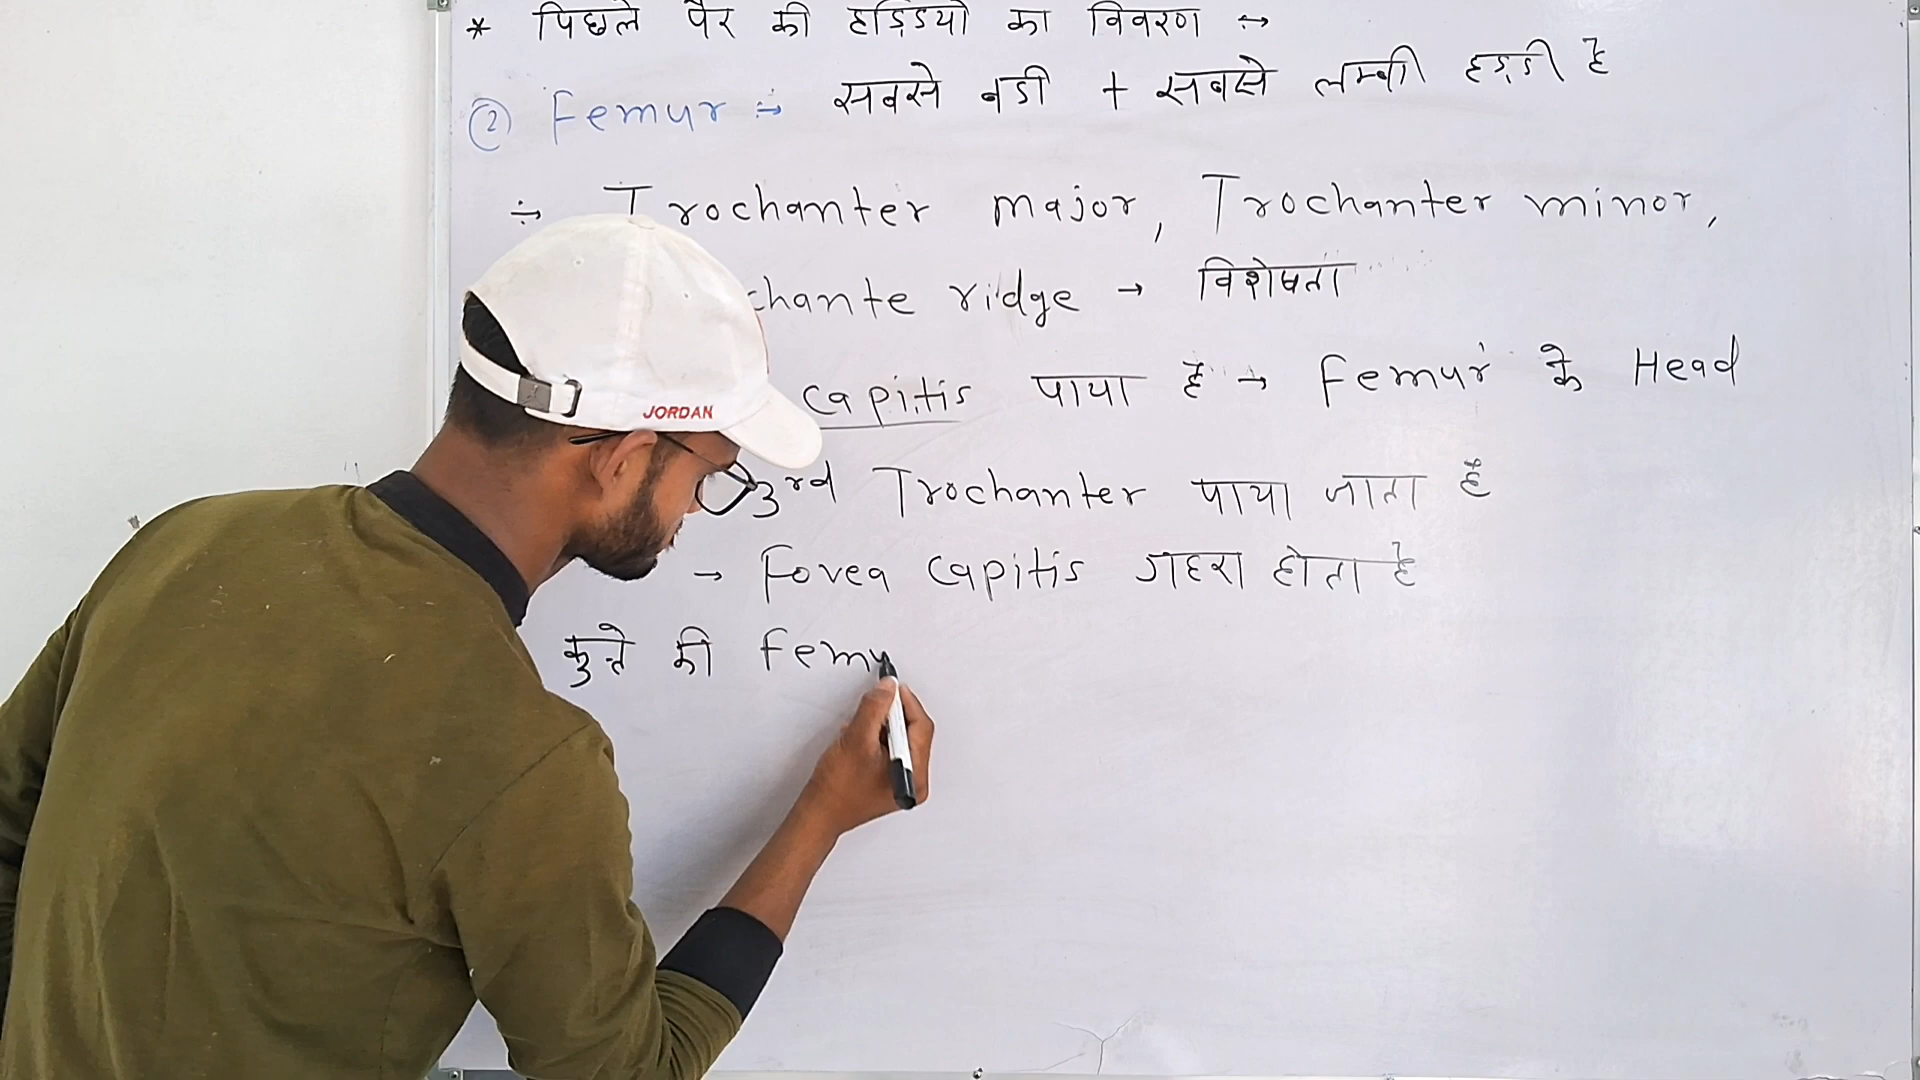 * पिछले पैर की हड्डियों का विवरण →
② Femur :- सबसे बडी + सबसे लम्बी हड्डी है
÷ Trochanter major, Trochanter minor,
chante ridge → विशेषता
capitis पाया है → Femur के Head
3rd Trochanter पाया जाता है
→ Fovea capitis गहरा होता है
कुत्ते की Femu
JORDAN